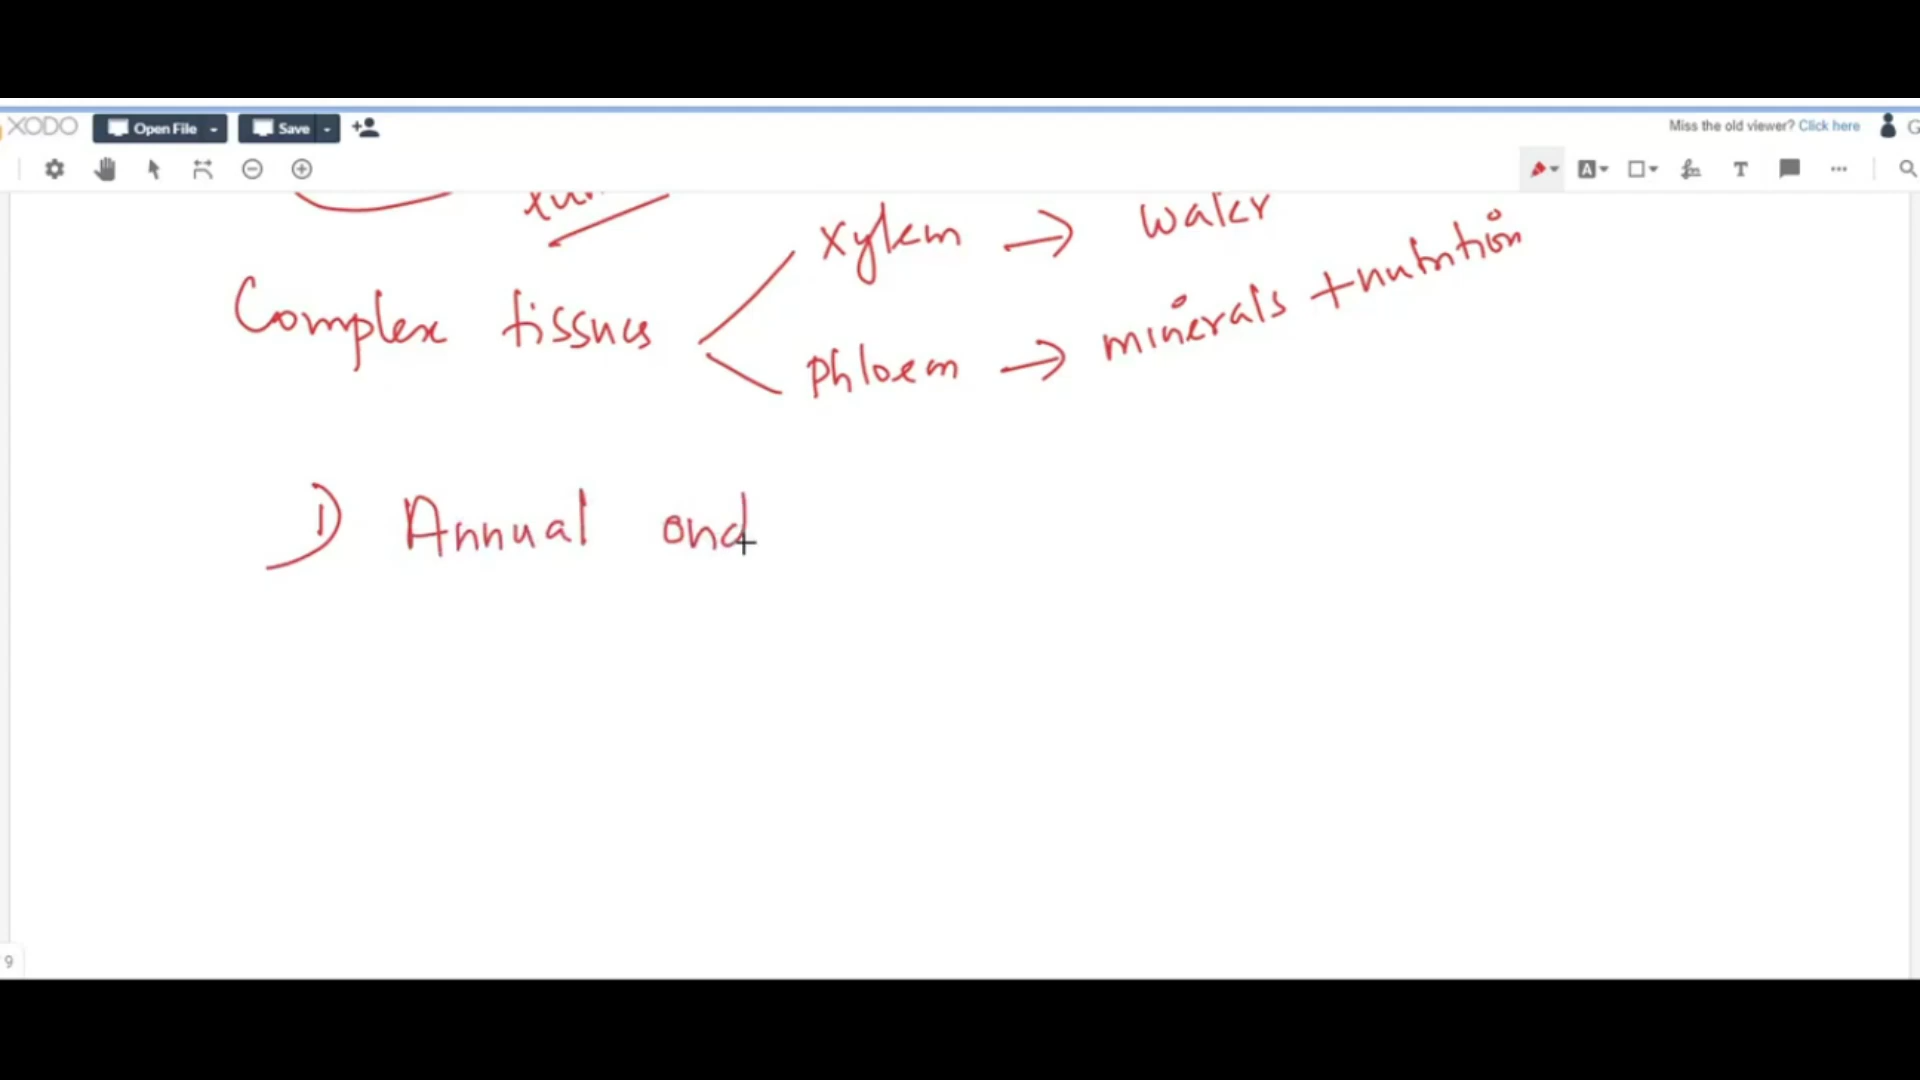 XODO Open File Save Miss the old viewer? Click here G
Xylem → Water
Complex tissues
Phloem → minerals + nutrition
1) Annual and
9